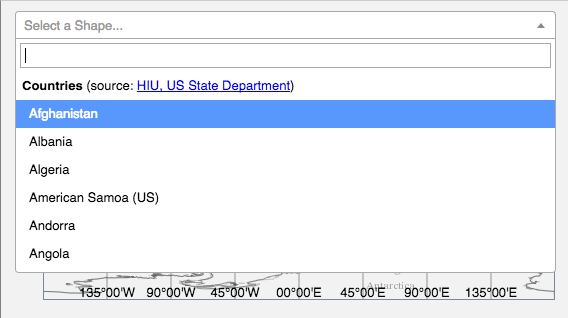 Select a Shape...
Countries (source: HIU, US State Department)
Afghanistan
Albania
Algeria
American Samoa (US)
Andorra
Angola
Antarctica
135°00'W 90°00'W 45°00'W 00°00'E 45°00'E 90°00'E 135°00'E